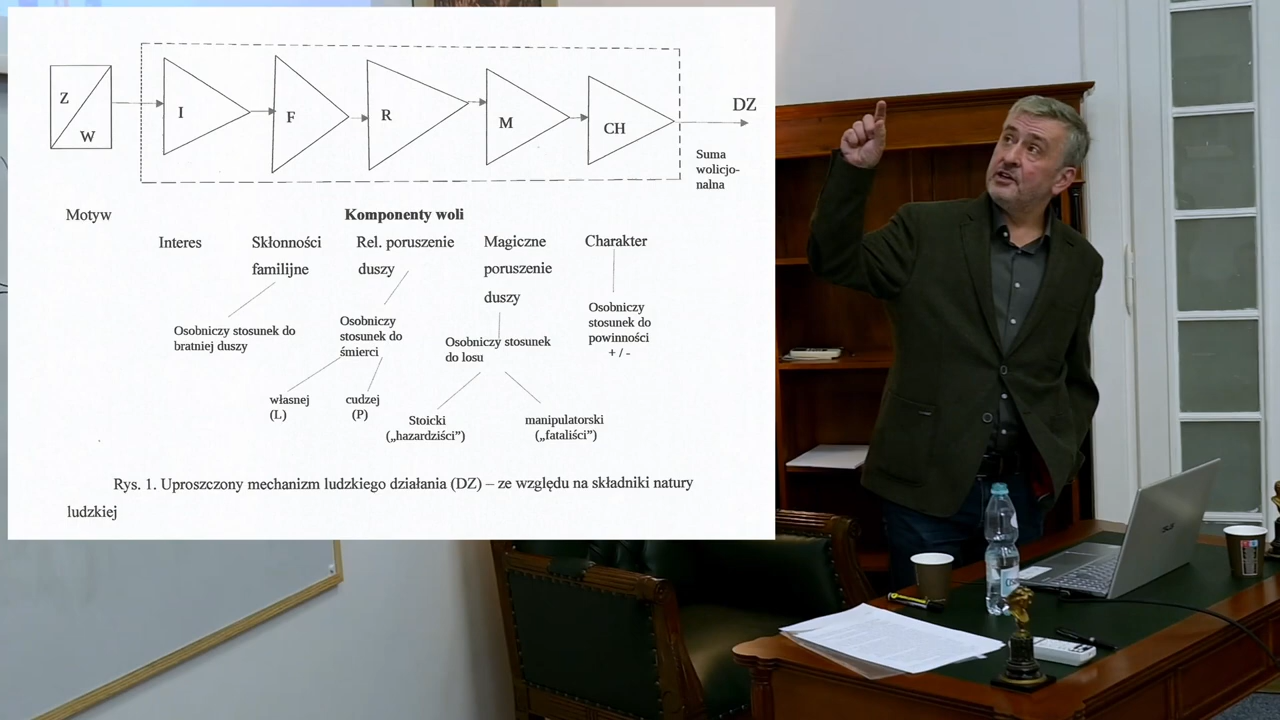 Z
W
I
F
R
M
CH
DZ
Suma
wolicjo-
nalna
Motyw
Komponenty woli
Interes
Skłonności
familijne
Rel. poruszenie
duszy
Magiczne
poruszenie
duszy
Charakter
Osobniczy stosunek do
bratniej duszy
Osobniczy
stosunek do
śmierci
Osobniczy stosunek
do losu
Osobniczy
stosunek do
powinności
+ / -
własnej
(L)
cudzej
(P)
Stoicki
(„hazardziści”)
manipulatorski
(„fataliści”)
Rys. 1. Uproszczony mechanizm ludzkiego działania (DZ) – ze względu na składniki natury
ludzkiej